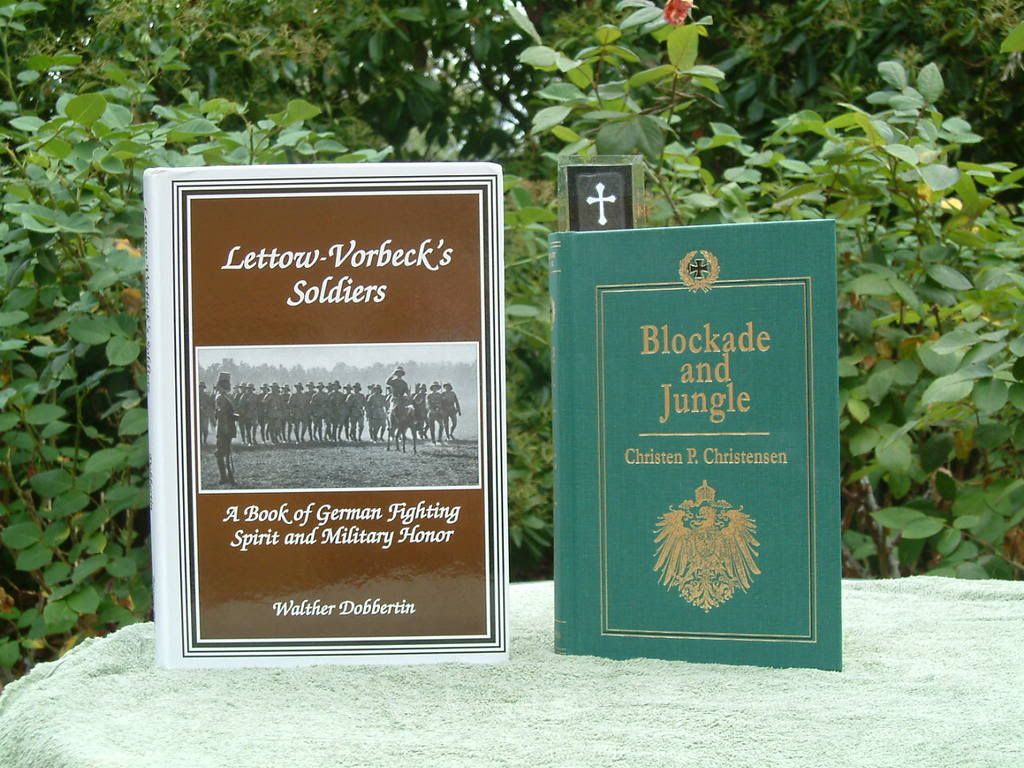 Lettow-Vorbeck's
Soldiers
A Book of German Fighting
Spirit and Military Honor
Walther Dobbertin
Blockade
and
Jungle
Christen P. Christensen